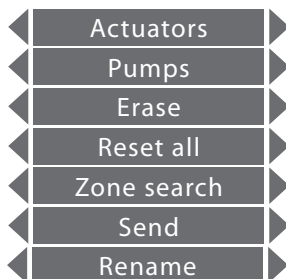 Actuators
Pumps
Erase
Reset all
Zone search
Send
Rename